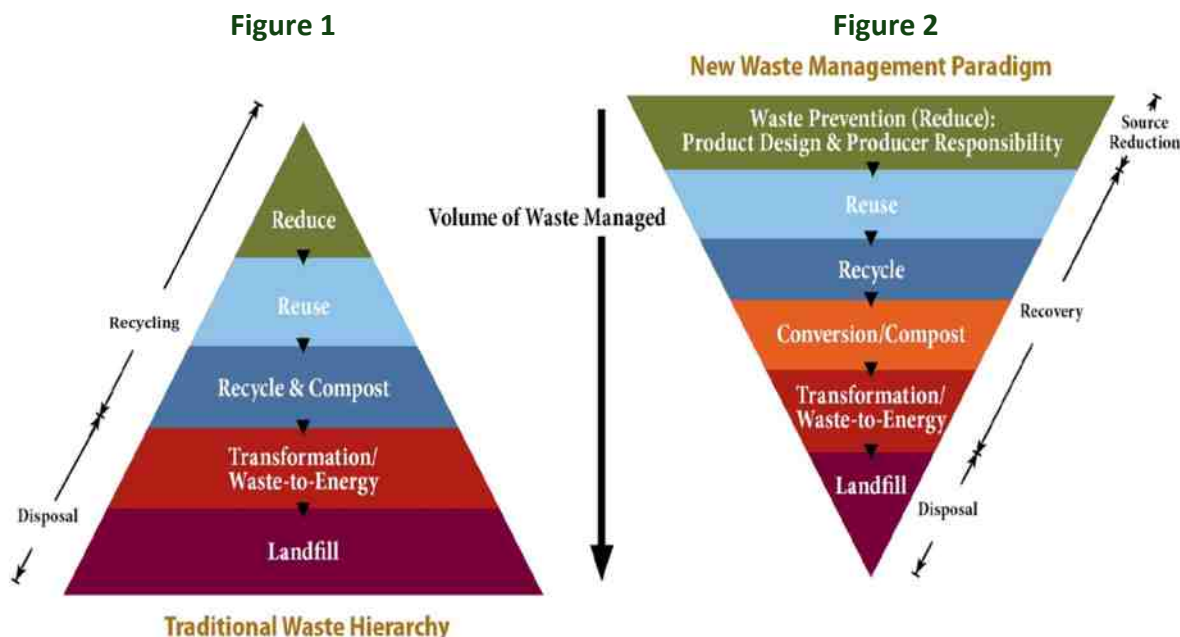 Figure 1
Recycling
Disposal
Reduce
Reuse
Recycle & Compost
Transformation/
Waste-to-Energy
Landfill
Traditional Waste Hierarchy
Volume of Waste Managed
Figure 2
New Waste Management Paradigm
Waste Prevention (Reduce):
Product Design & Producer Responsibility
Reuse
Recycle
Conversion/Compost
Transformation/
Waste-to-Energy
Landfill
Source
Reduction
Recovery
Disposal